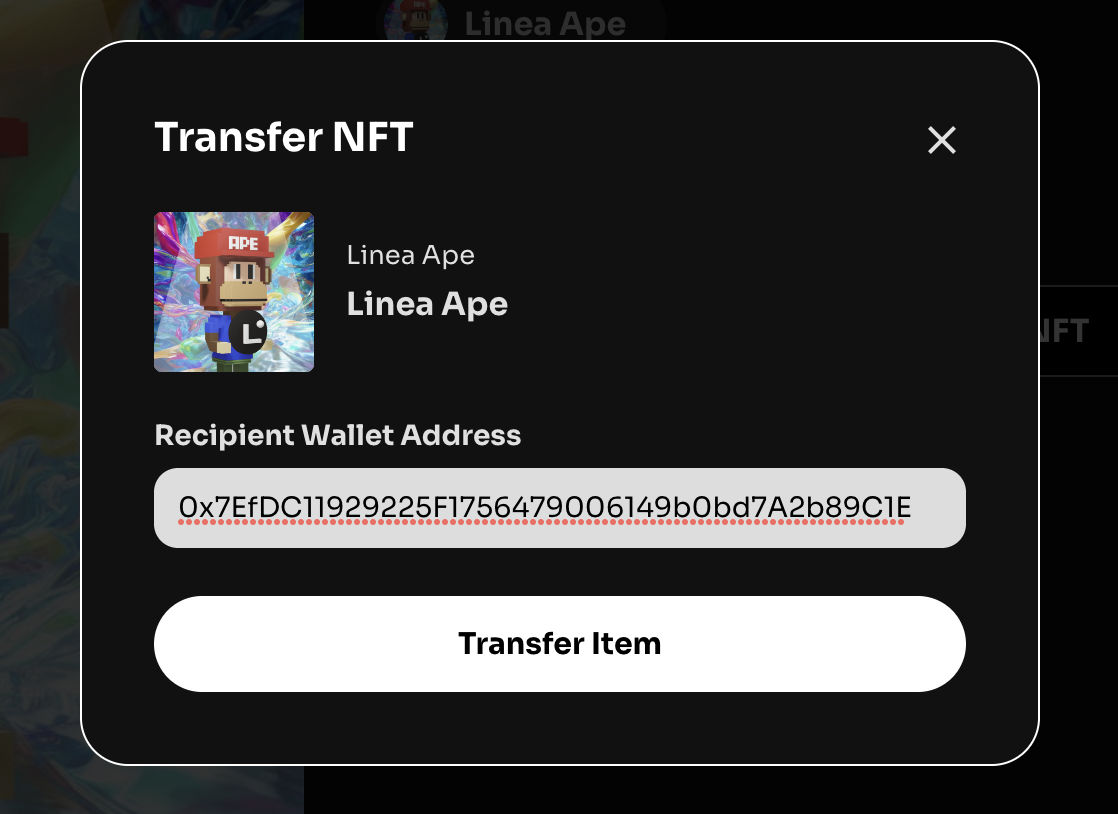 Linea Ape
Transfer NFT
APE
Linea Ape
Linea Ape
L
NFT
Recipient Wallet Address
0x7EfDC11929225F1756479006149b0bd7A2b89C1E
Transfer Item